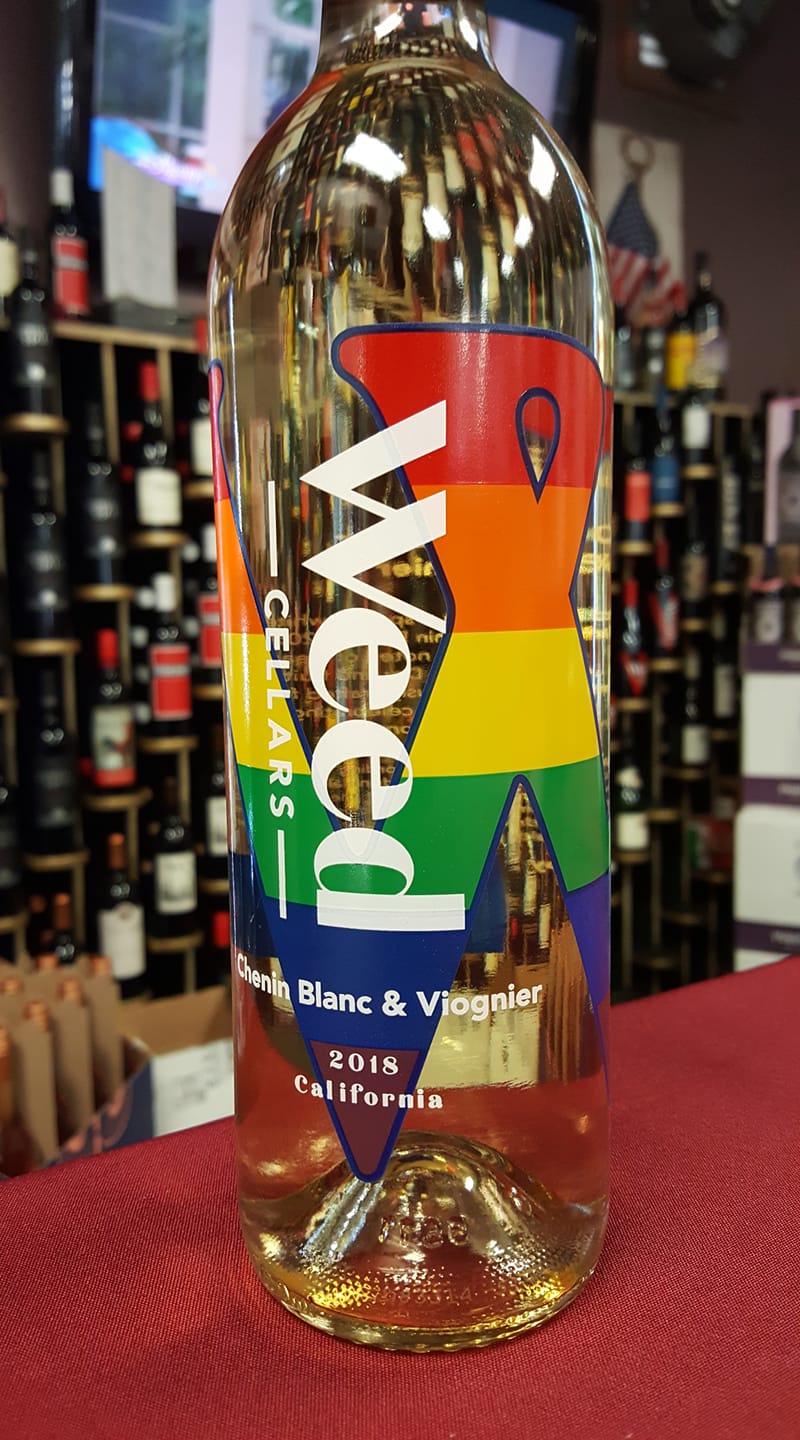 Weed
CELLARS
Chenin Blanc & Viognier
2018
California